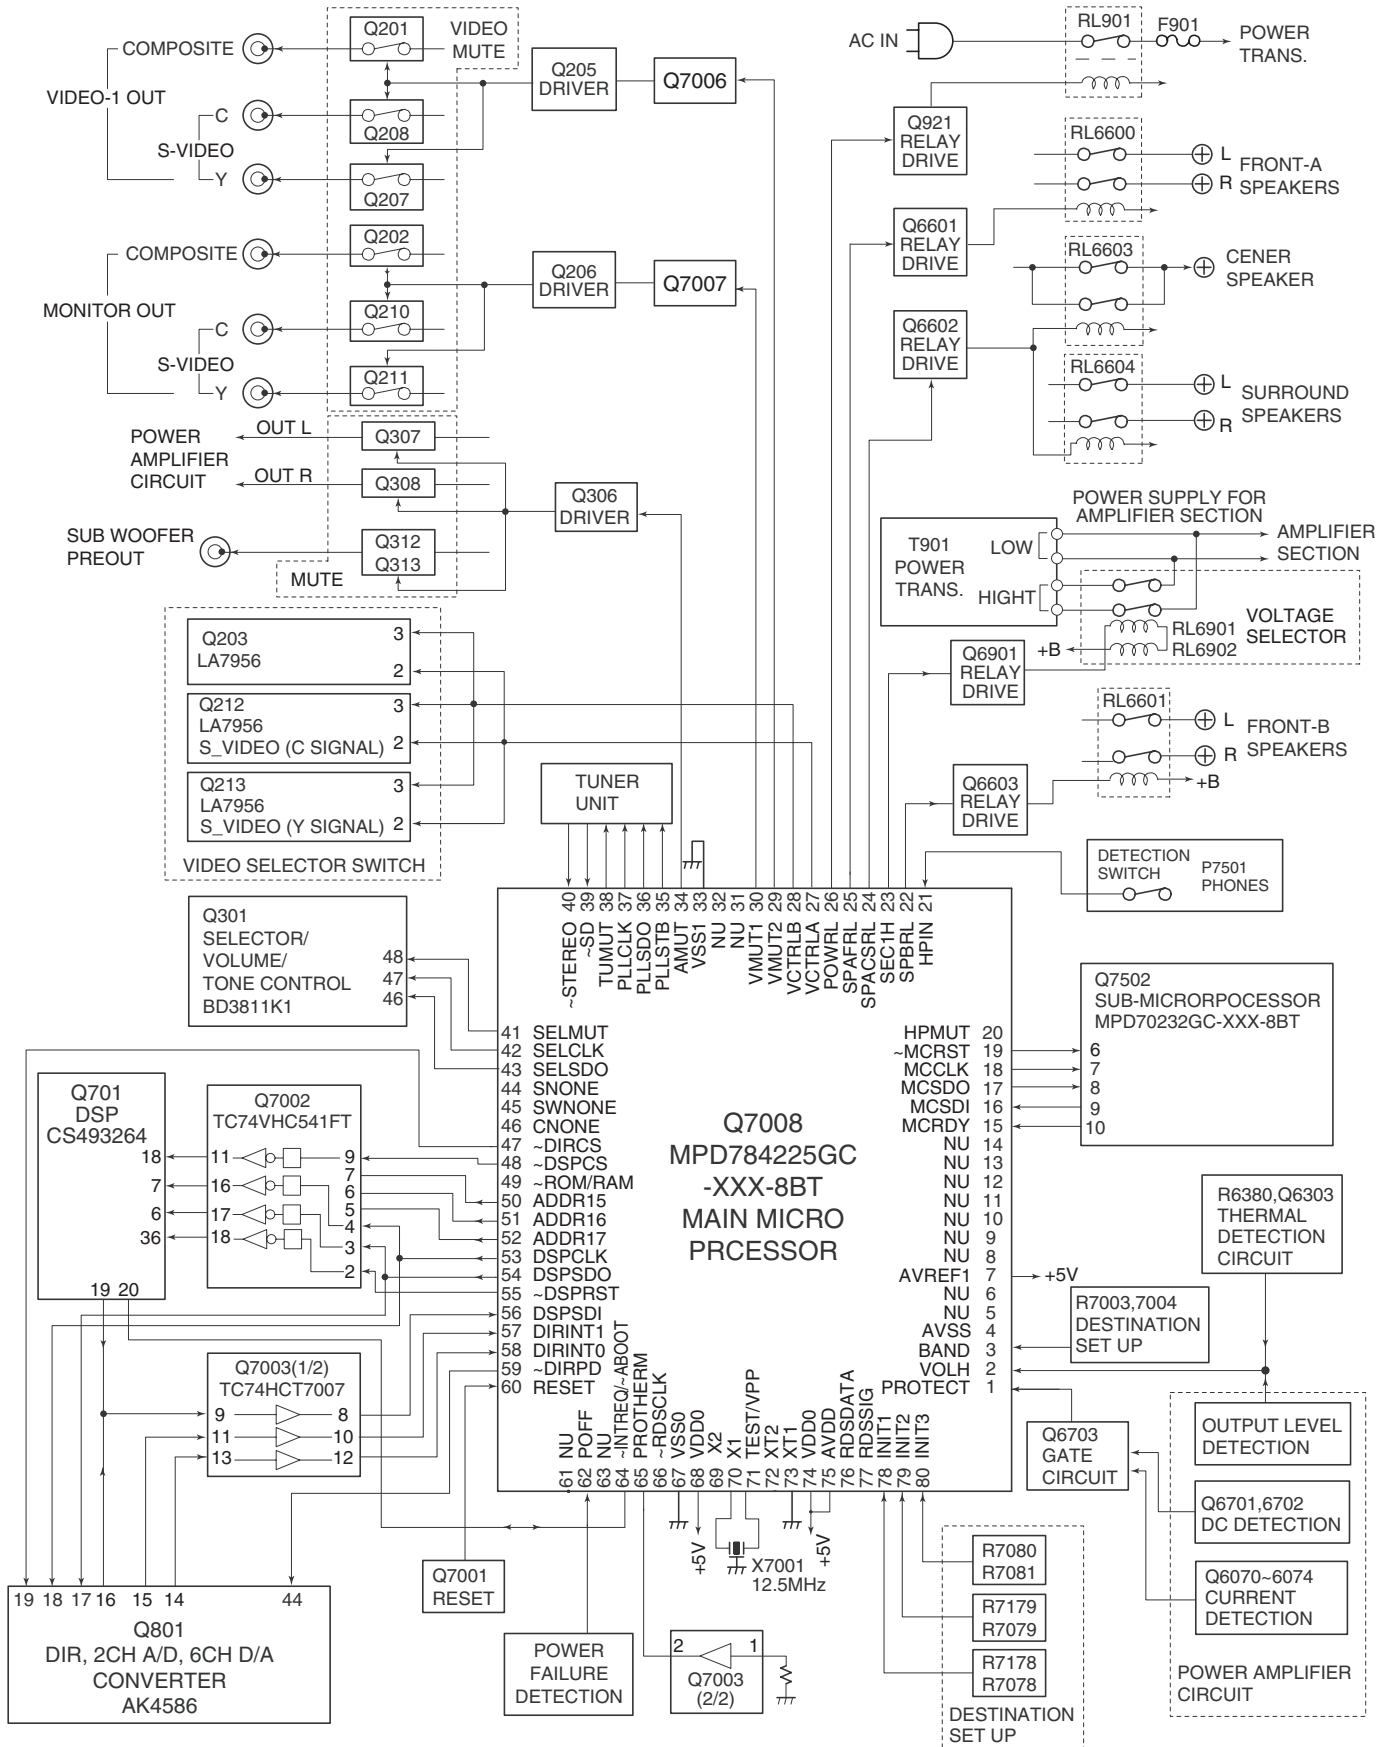 Q201
VIDEO
MUTE
COMPOSITE
VIDEO-1 OUT
C
S-VIDEO
Y
Q208
Q207
Q205
DRIVER
Q7006
Q202
COMPOSITE
MONITOR OUT
C
S-VIDEO
Y
Q210
Q211
Q206
DRIVER
Q7007
POWER
AMPLIFIER
CIRCUIT
OUT L
OUT R
Q307
Q308
SUB WOOFER
PREOUT
Q312
Q313
MUTE
Q306
DRIVER
AC IN
RL901
F901
POWER
TRANS.
Q921
RELAY
DRIVE
RL6600
L
R
FRONT-A
SPEAKERS
Q6601
RELAY
DRIVE
RL6603
CENER
SPEAKER
Q6602
RELAY
DRIVE
RL6604
L
R
SURROUND
SPEAKERS
POWER SUPPLY FOR
AMPLIFIER SECTION
T901
POWER
TRANS.
LOW
HIGHT
AMPLIFIER
SECTION
VOLTAGE
SELECTOR
RL6901
RL6902
+B
Q6901
RELAY
DRIVE
RL6601
L
R
FRONT-B
SPEAKERS
+B
Q6603
RELAY
DRIVE
DETECTION
SWITCH
P7501
PHONES
Q203
LA7956
3
2
Q212
LA7956
S_VIDEO (C SIGNAL)
3
2
Q213
LA7956
S_VIDEO (Y SIGNAL)
3
2
VIDEO SELECTOR SWITCH
TUNER
UNIT
Q301
SELECTOR/
VOLUME/
TONE CONTROL
BD3811K1
48
47
46
40 ~STEREO
39 ~SD
38 TUMUT
37 PLLCLK
36 PLLSDO
35 PLLSTB
34 AMUT
33 VSS1
32 NU
31 NU
30 VMUT1
29 VMUT2
28 VCTRLB
27 VCTRLA
26 POWRL
25 SPAFRL
24 SPACSRL
23 SEC1H
22 SPBRL
21 HPIN
41 SELMUT
42 SELCLK
43 SELSDO
44 SNONE
45 SWNONE
46 CNONE
47 ~DIRCS
48 ~DSPCS
49 ~ROM/RAM
50 ADDR15
51 ADDR16
52 ADDR17
53 DSPCLK
54 DSPSDO
55 ~DSPRST
56 DSPSDI
57 DIRINT1
58 DIRINT0
59 ~DIRPD
60 RESET
Q7008
MPD784225GC
-XXX-8BT
MAIN MICRO
PRCESSOR
HPMUT 20
~MCRST 19
MCCLK 18
MCSDO 17
MCSDI 16
MCRDY 15
NU 14
NU 13
NU 12
NU 11
NU 10
NU 9
NU 8
AVREF1 7
NU 6
NU 5
AVSS 4
BAND 3
VOLH 2
PROTECT 1
+5V
61 NU
62 POFF
63 NU
64 ~INTREQ/~ABOOT
65 PROTHERM
66 ~RDSCLK
67 VSS0
68 VDD0
69 X2
70 X1
71 TEST/VPP
72 XT2
73 XT1
74 VDD0
75 AVDD
76 RDSDATA
77 RDSSIG
78 INIT1
79 INIT2
80 INIT3
Q7502
SUB-MICRORPOCESSOR
MPD70232GC-XXX-8BT
6
7
8
9
10
R6380,Q6303
THERMAL
DETECTION
CIRCUIT
R7003,7004
DESTINATION
SET UP
Q6703
GATE
CIRCUIT
OUTPUT LEVEL
DETECTION
Q6701,6702
DC DETECTION
Q6070~6074
CURRENT
DETECTION
POWER AMPLIFIER
CIRCUIT
Q701
DSP
CS493264
18
7
6
36
19 20
Q7002
TC74VHC541FT
11 9
7
16 6
5
17 4
3
18
2
Q7003(1/2)
TC74HCT7007
9 8
11 10
13 12
Q7001
RESET
+5V
X7001
12.5MHz
+5V
POWER
FAILURE
DETECTION
2 1
Q7003
(2/2)
R7080
R7081
R7179
R7079
R7178
R7078
DESTINATION
SET UP
19 18 17 16 15 14 44
Q801
DIR, 2CH A/D, 6CH D/A
CONVERTER
AK4586